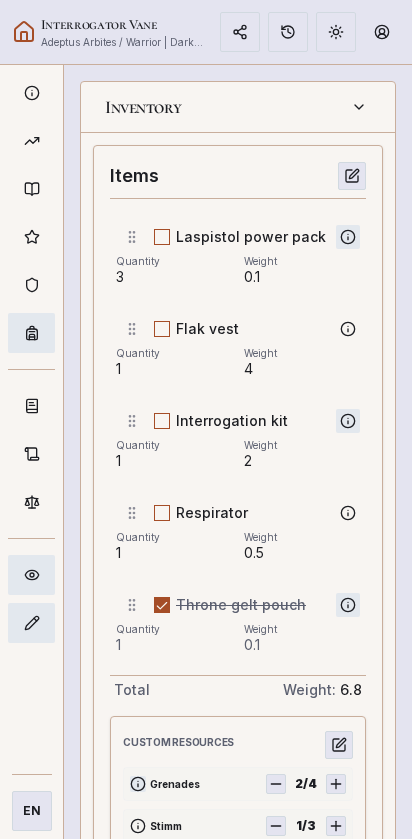 Interrogator Vane
Adeptus Arbites / Warrior | Dark...
Inventory
Items
Laspistol power pack
Quantity Weight
3 0.1
Flak vest
Quantity Weight
1 4
Interrogation kit
Quantity Weight
1 2
Respirator
Quantity Weight
1 0.5
Throne gelt pouch
Quantity Weight
1 0.1
Total Weight: 6.8
CUSTOM RESOURCES
Grenades 2/4
Stimm 1/3
EN